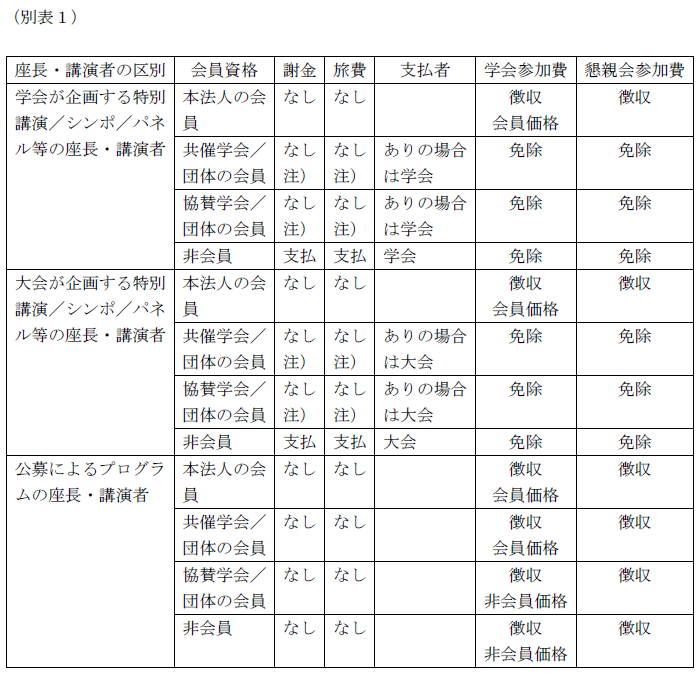 （別表１）
座長・講演者の区別 会員資格 謝金 旅費 支払者 学会参加費 懇親会参加費
学会が企画する特別 本法人の会 なし なし 徴収 徴収
講演／シンポ／パネ 員 会員価格
ル等の座長・講演者 共催学会／ なし なし ありの場合 免除 免除
団体の会員 注） 注） は学会
協賛学会／ なし なし ありの場合 免除 免除
団体の会員 注） 注） は学会
非会員 支払 支払 学会 免除 免除
大会が企画する特別 本法人の会 なし なし 徴収 徴収
講演／シンポ／パネ 員 会員価格
ル等の座長・講演者 共催学会／ なし なし ありの場合 免除 免除
団体の会員 注） 注） は大会
協賛学会／ なし なし ありの場合 免除 免除
団体の会員 注） 注） は大会
非会員 支払 支払 大会 免除 免除
公募によるプログラ 本法人の会 なし なし 徴収 徴収
ムの座長・講演者 員 会員価格
共催学会／ なし なし 徴収 徴収
団体の会員 会員価格
協賛学会／ なし なし 徴収 徴収
団体の会員 非会員価格
非会員 なし なし 徴収 徴収
非会員価格